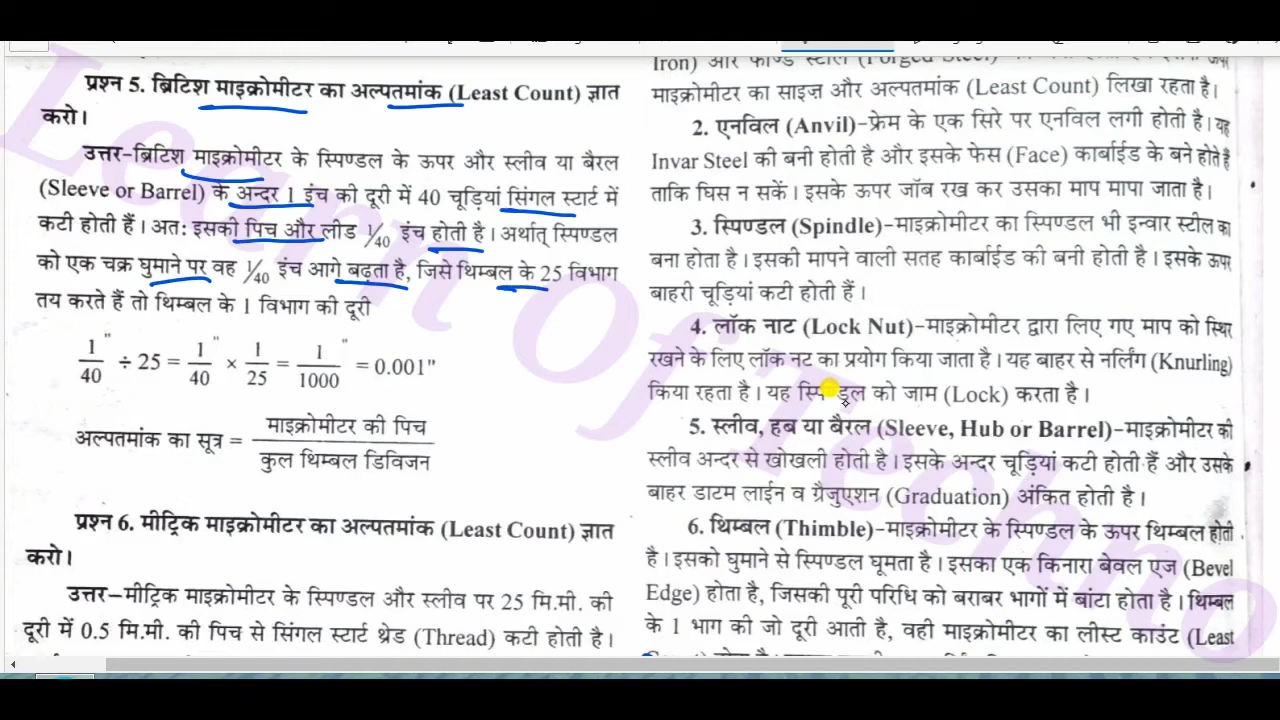 प्रश्न 5. ब्रिटिश माइक्रोमीटर का अल्पतमांक (Least Count) ज्ञात
करो।
उत्तर-ब्रिटिश माइक्रोमीटर के स्पिण्डल के ऊपर और स्लीव या बैरल
(Sleeve or Barrel) के अन्दर 1 इंच की दूरी में 40 चूड़ियां सिंगल स्टार्ट में
कटी होती हैं। अत: इसकी पिच और लीड 1/40 इंच होती है। अर्थात् स्पिण्डल
को एक चक्र घुमाने पर वह 1/40 इंच आगे बढ़ता है, जिसे थिम्बल के 25 विभाग
तय करते हैं तो थिम्बल के 1 विभाग की दूरी
1/40" ÷ 25 = 1/40" × 1/25 = 1/1000" = 0.001"
अल्पतमांक का सूत्र = माइक्रोमीटर की पिच / कुल थिम्बल डिविजन
प्रश्न 6. मीट्रिक माइक्रोमीटर का अल्पतमांक (Least Count) ज्ञात
करो।
उत्तर–मीट्रिक माइक्रोमीटर के स्पिण्डल और स्लीव पर 25 मि.मी. की
दूरी में 0.5 मि.मी. की पिच से सिंगल स्टार्ट थ्रेड (Thread) कटी होती है।
Iron) और फोर्ज्ड स्टील (Forged Steel)
माइक्रोमीटर का साइज़ और अल्पतमांक (Least Count) लिखा रहता है।
2. एनविल (Anvil)-फ्रेम के एक सिरे पर एनविल लगी होती है। यह
Invar Steel की बनी होती है और इसके फेस (Face) कार्बाईड के बने होते हैं
ताकि घिस न सकें। इसके ऊपर जॉब रख कर उसका माप मापा जाता है।
3. स्पिण्डल (Spindle)-माइक्रोमीटर का स्पिण्डल भी इन्वार स्टील का
बना होता है। इसकी मापने वाली सतह कार्बाईड की बनी होती है। इसके ऊपर
बाहरी चूड़ियां कटी होती हैं।
4. लॉक नाट (Lock Nut)-माइक्रोमीटर द्वारा लिए गए माप को स्थिर
रखने के लिए लॉक नट का प्रयोग किया जाता है। यह बाहर से नर्लिंग (Knurling)
किया रहता है। यह स्पिण्डल को जाम (Lock) करता है।
5. स्लीव, हब या बैरल (Sleeve, Hub or Barrel)-माइक्रोमीटर की
स्लीव अन्दर से खोखली होती है। इसके अन्दर चूड़ियां कटी होती हैं और उसके
बाहर डाटम लाईन व ग्रैजुएशन (Graduation) अंकित होती है।
6. थिम्बल (Thimble)-माइक्रोमीटर के स्पिण्डल के ऊपर थिम्बल होती
है। इसको घुमाने से स्पिण्डल घूमता है। इसका एक किनारा बेवल एज (Bevel
Edge) होता है, जिसकी पूरी परिधि को बराबर भागों में बांटा होता है। थिम्बल
के 1 भाग की जो दूरी आती है, वही माइक्रोमीटर का लीस्ट काउंट (Least
Learn Of Techno